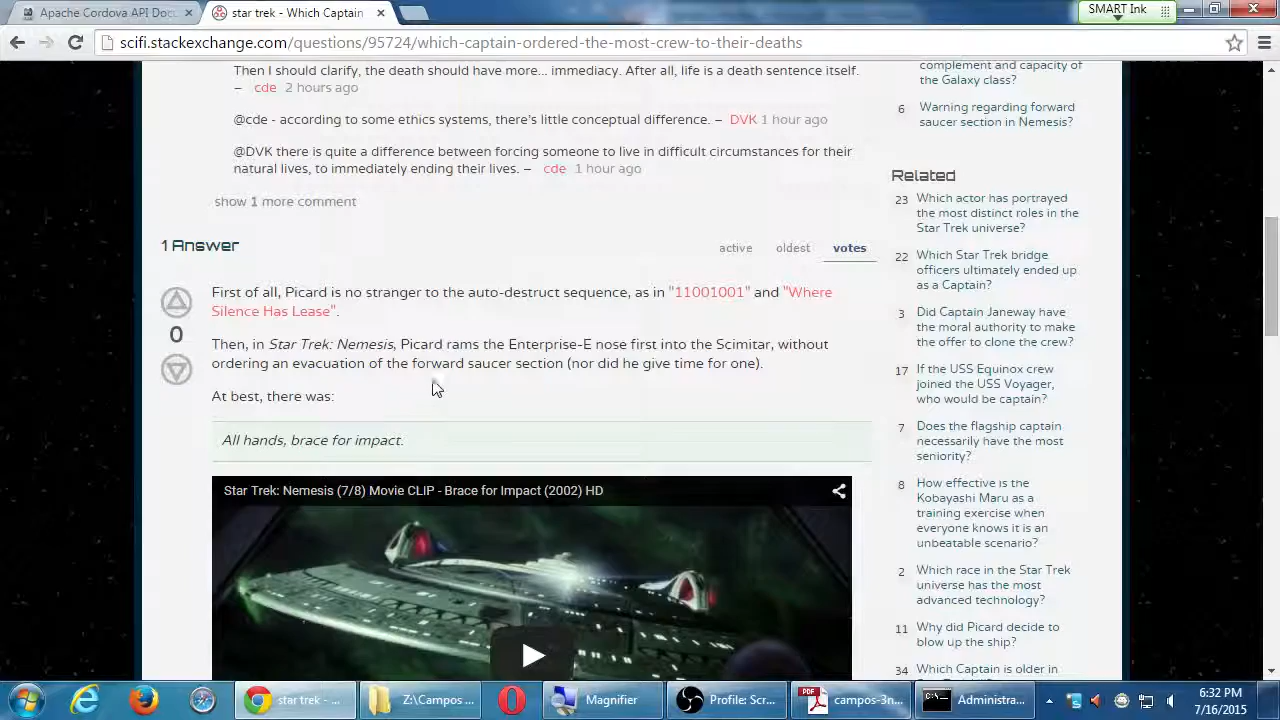 Apache Cordova API Docu
star trek - Which Captain
SMART Ink
scifi.stackexchange.com/questions/95724/which-captain-ordered-the-most-crew-to-their-deaths
Then I should clarify, the death should have more... immediacy. After all, life is a death sentence itself.
– cde 2 hours ago
@cde - according to some ethics systems, there's little conceptual difference. – DVK 1 hour ago
@DVK there is quite a difference between forcing someone to live in difficult circumstances for their
natural lives, to immediately ending their lives. – cde 1 hour ago
show 1 more comment
1 Answer
active oldest votes
First of all, Picard is no stranger to the auto-destruct sequence, as in "11001001" and "Where
Silence Has Lease".
0
Then, in Star Trek: Nemesis, Picard rams the Enterprise-E nose first into the Scimitar, without
ordering an evacuation of the forward saucer section (nor did he give time for one).
At best, there was:
All hands, brace for impact.
Star Trek: Nemesis (7/8) Movie CLIP - Brace for Impact (2002) HD
complement and capacity of
the Galaxy class?
6 Warning regarding forward
saucer section in Nemesis?
Related
23 Which actor has portrayed
the most distinct roles in the
Star Trek universe?
22 Which Star Trek bridge
officers ultimately ended up
as a Captain?
3 Did Captain Janeway have
the moral authority to make
the offer to clone the crew?
17 If the USS Equinox crew
joined the USS Voyager,
who would be captain?
7 Does the flagship captain
necessarily have the most
seniority?
8 How effective is the
Kobayashi Maru as a
training exercise when
everyone knows it is an
unbeatable scenario?
2 Which race in the Star Trek
universe has the most
advanced technology?
11 Why did Picard decide to
blow up the ship?
34 Which Captain is older in
star trek - ...
Z:\Campos ...
Magnifier
Profile: Scr...
PDF
campos-3n...
Administra...
6:32 PM
7/16/2015